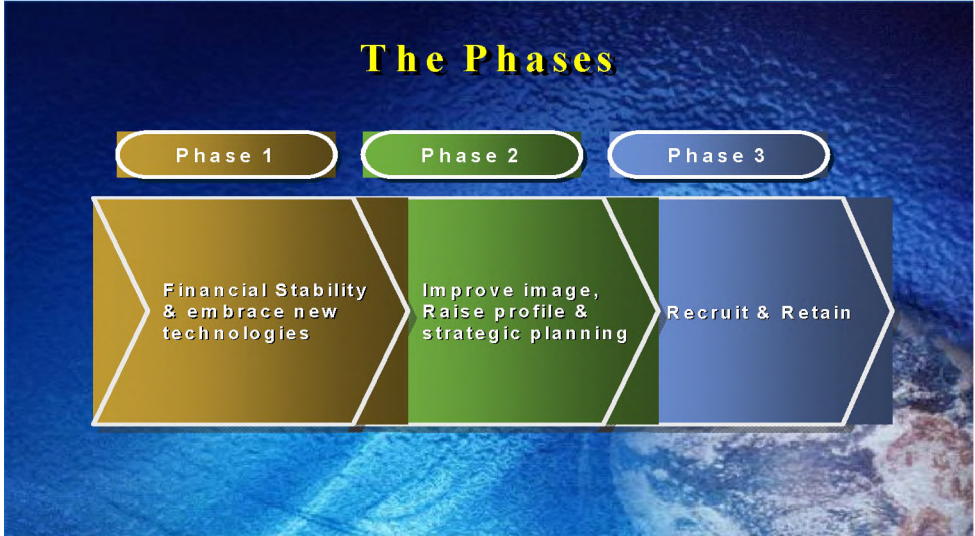 The Phases
Phase 1
Phase 2
Phase 3
Financial Stability
& embrace new
technologies
Improve image,
Raise profile &
strategic planning
Recruit & Retain